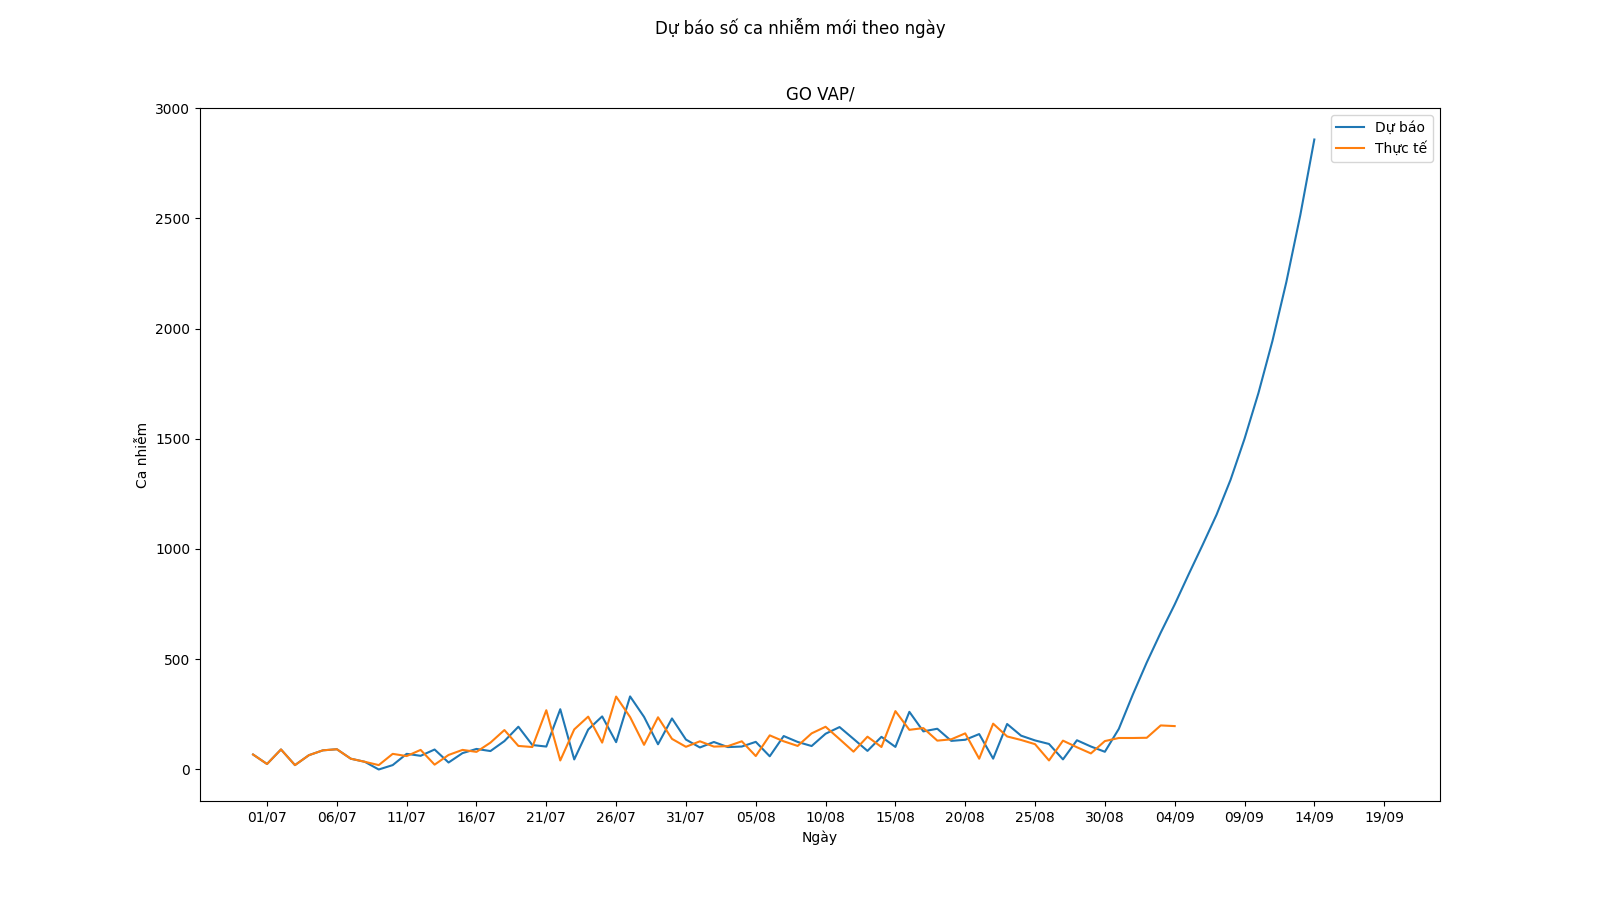 Dự báo số ca nhiễm mới theo ngày
GO VAP/
3000
2500
2000
1500
1000
500
0
Ca nhiễm
Dự báo
Thực tế
01/07 06/07 11/07 16/07 21/07 26/07 31/07 05/08 10/08 15/08 20/08 25/08 30/08 04/09 09/09 14/09 19/09
Ngày